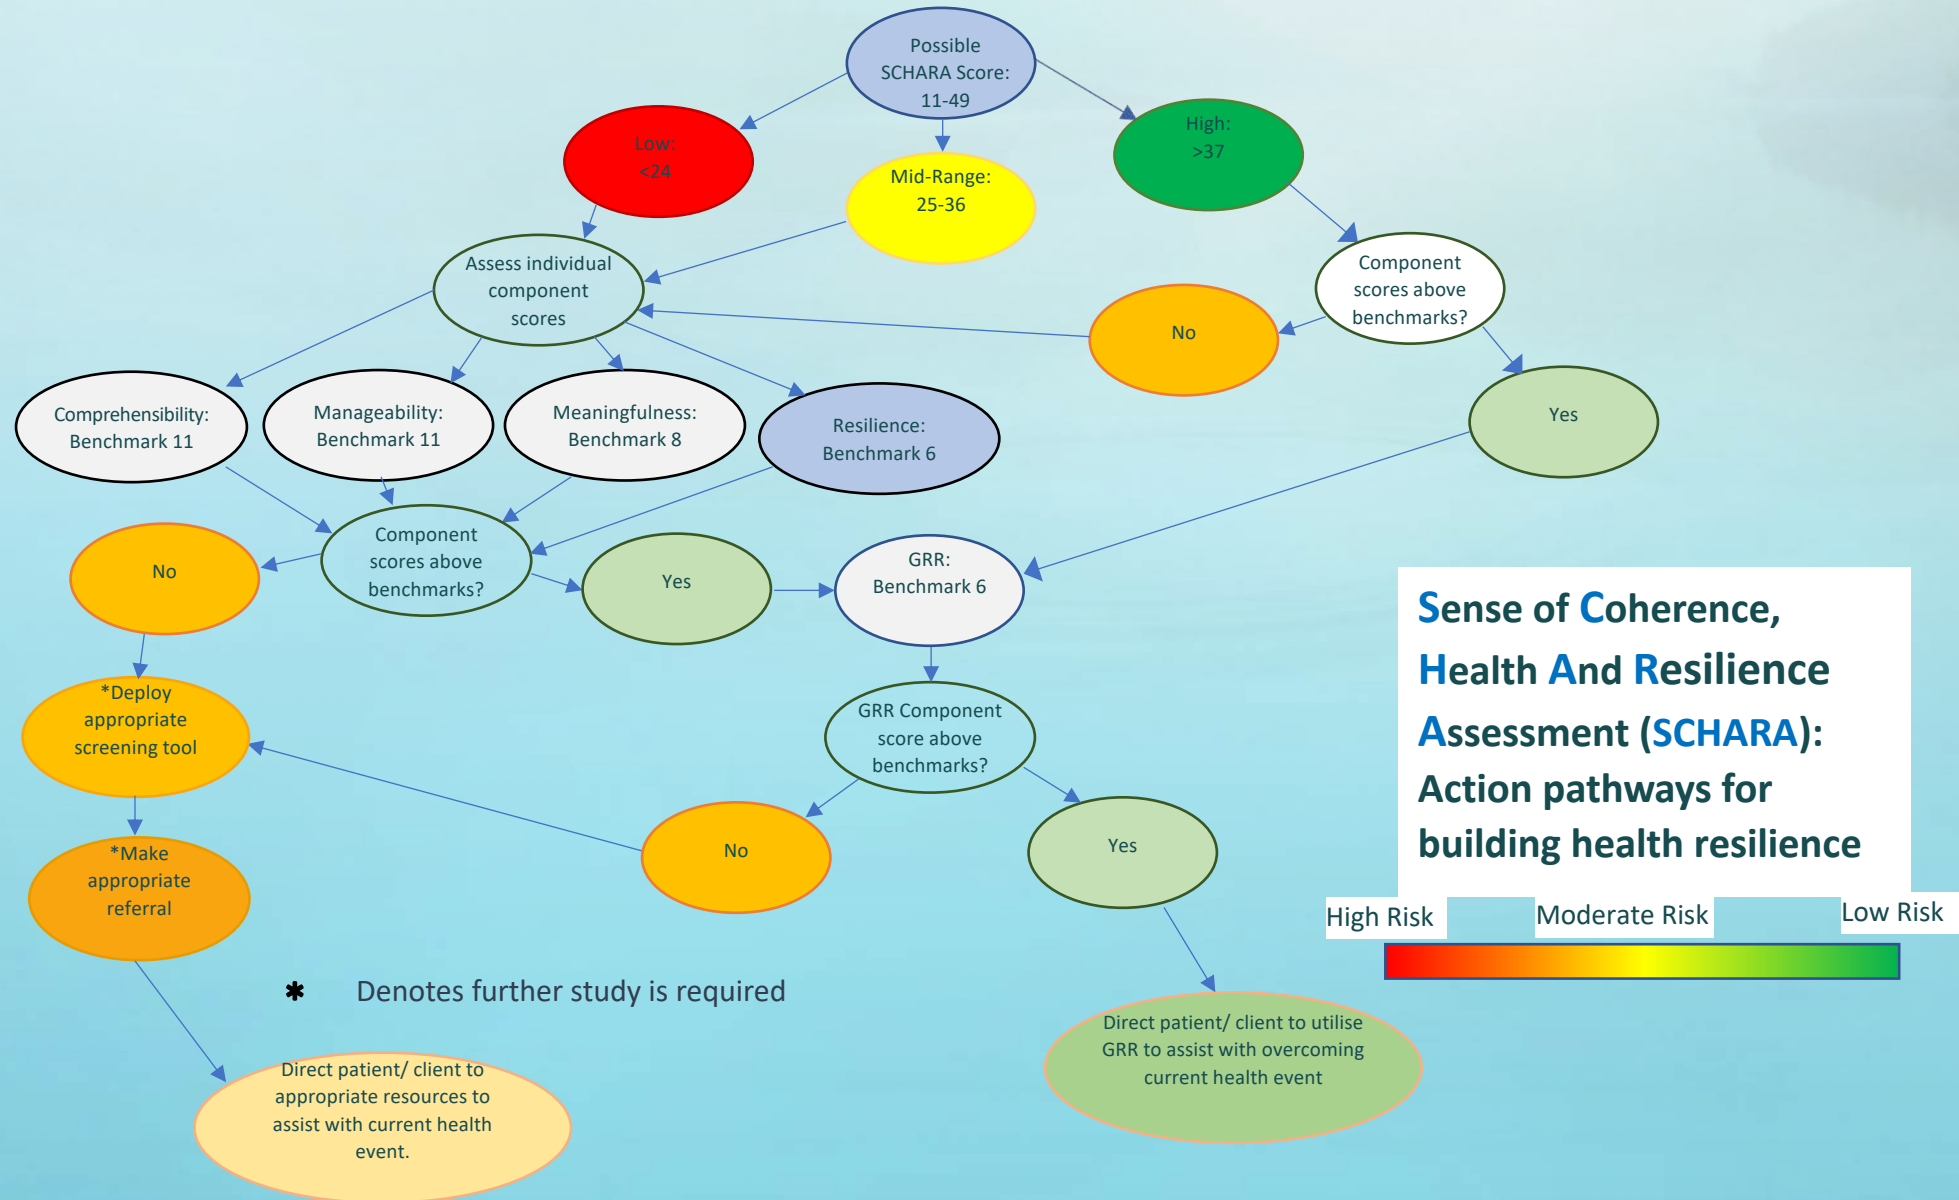 Possible
SCHARA Score:
11-49
Low:
<24
Mid-Range:
25-36
High:
>37
Assess individual
component
scores
Component
scores above
benchmarks?
No
Yes
Comprehensibility:
Benchmark 11
Manageability:
Benchmark 11
Meaningfulness:
Benchmark 8
Resilience:
Benchmark 6
Component
scores above
benchmarks?
No
Yes
GRR:
Benchmark 6
*Deploy
appropriate
screening tool
GRR Component
score above
benchmarks?
No
Yes
*Make
appropriate
referral
Direct patient/ client to
appropriate resources to
assist with current health
event.
Direct patient/ client to utilise
GRR to assist with overcoming
current health event
* Denotes further study is required
Sense of Coherence,
Health And Resilience
Assessment (SCHARA):
Action pathways for
building health resilience
High Risk Moderate Risk Low Risk